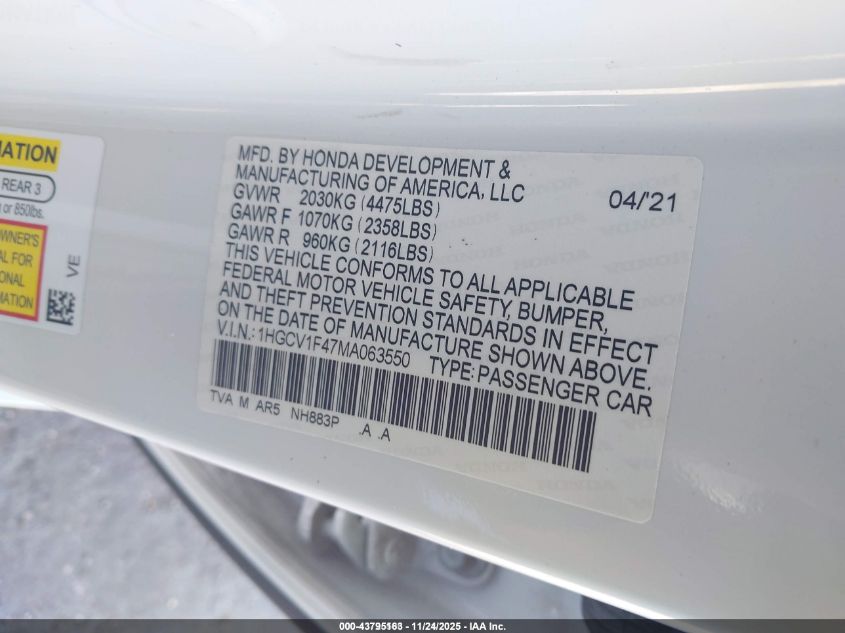 MATION
REAR 3
or 850lbs.
OWNER'S
AL FOR
ONAL
MATION
VE
MFD. BY HONDA DEVELOPMENT &
MANUFACTURING OF AMERICA, LLC
GVWR 2030KG (4475LBS) 04/'21
GAWR F 1070KG (2358LBS)
GAWR R 960KG (2116LBS)
THIS VEHICLE CONFORMS TO ALL APPLICABLE
FEDERAL MOTOR VEHICLE SAFETY, BUMPER,
AND THEFT PREVENTION STANDARDS IN EFFECT
ON THE DATE OF MANUFACTURE SHOWN ABOVE.
V.I.N.: 1HGCV1F47MA063550 TYPE: PASSENGER CAR
TVA M AR5 NH883P .A .A
000-43795163 - 11/24/2025 - IAA Inc.